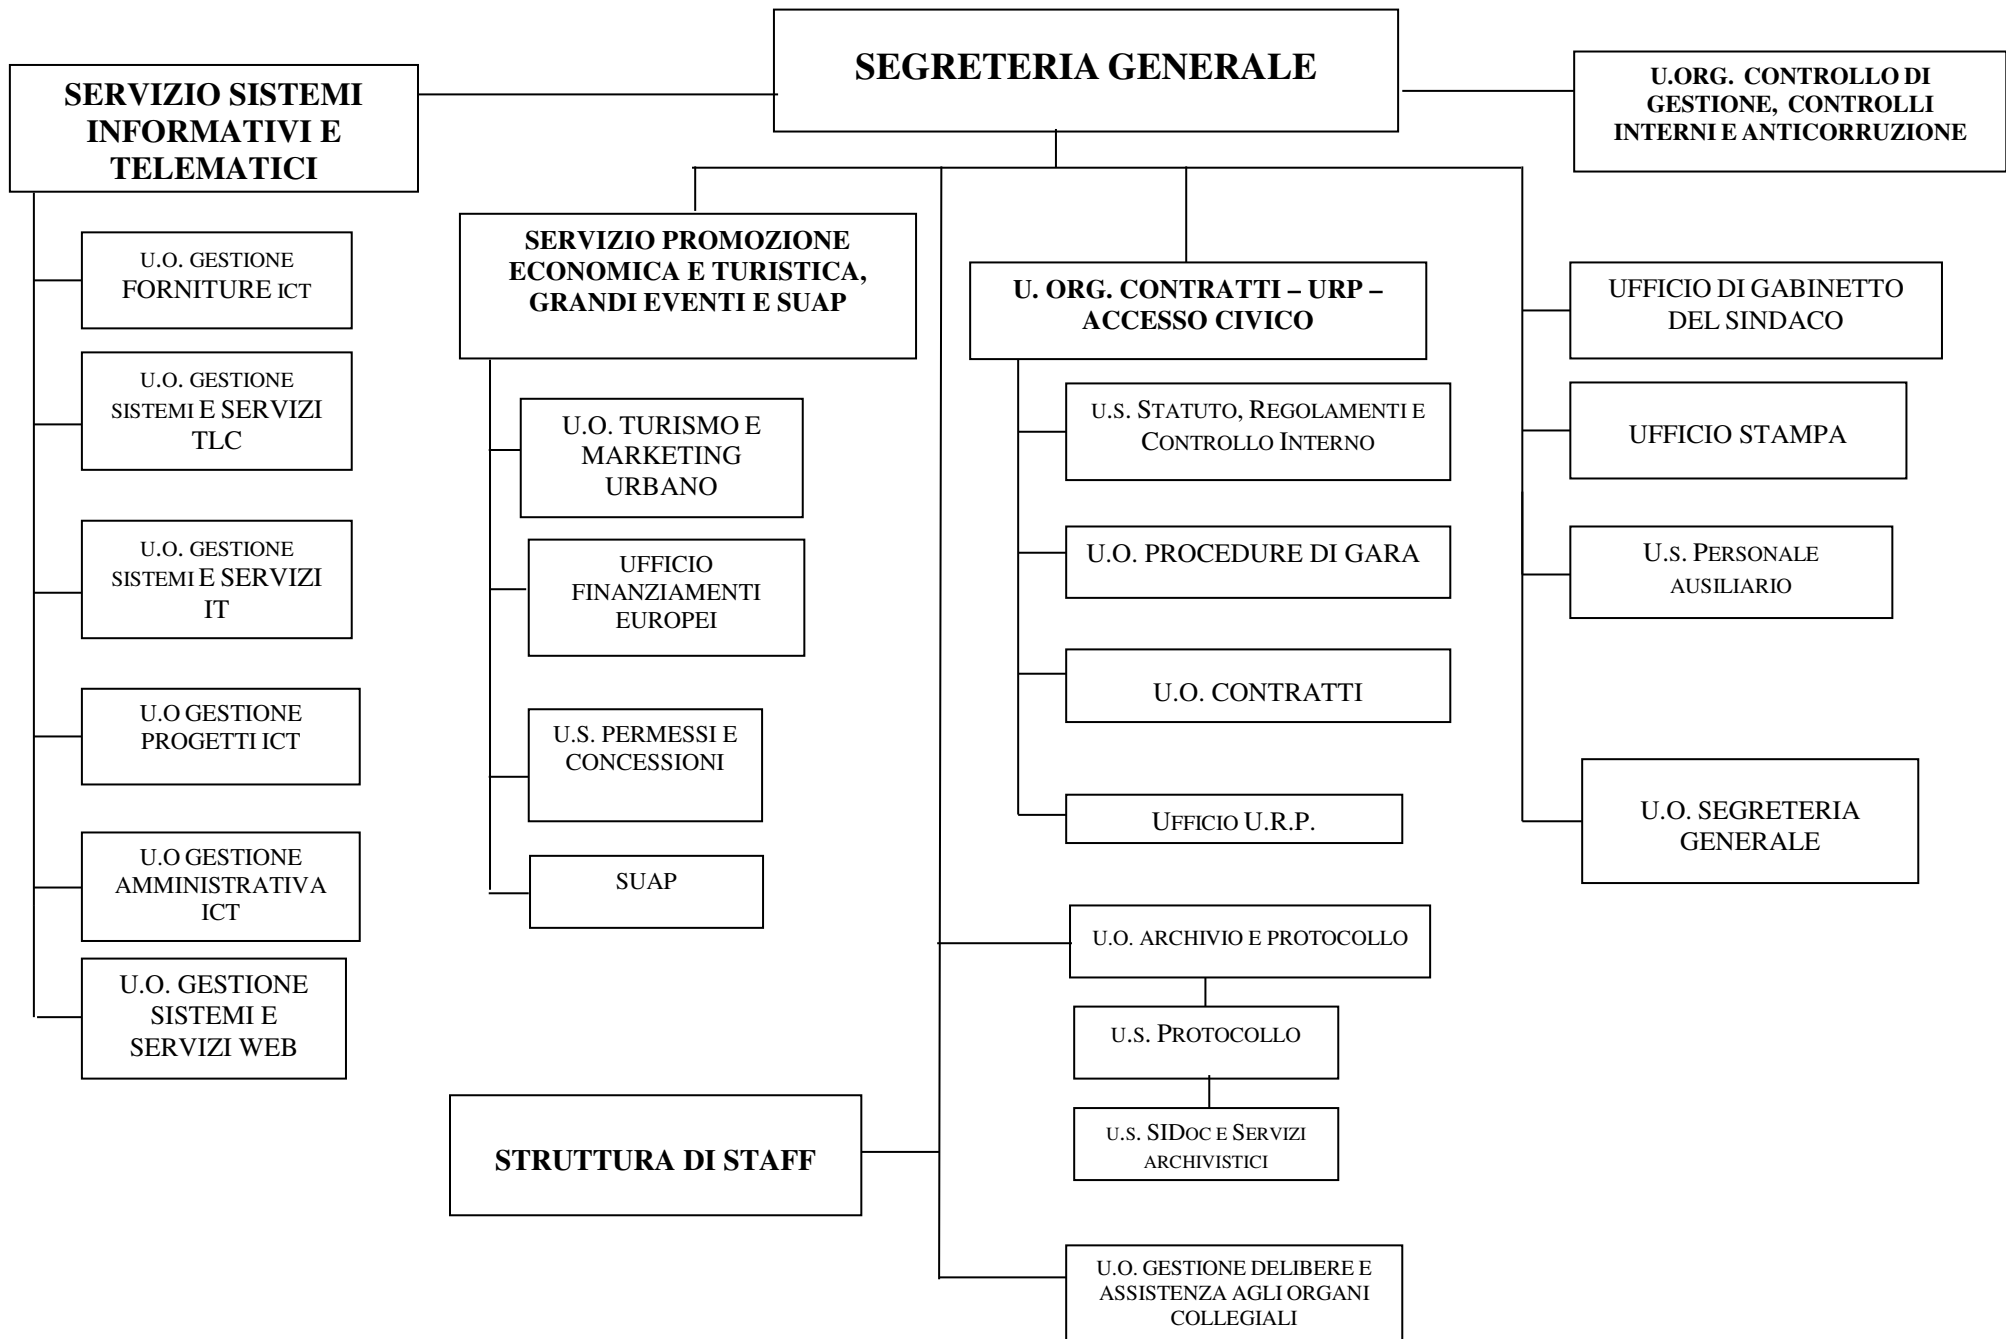 SEGRETERIA GENERALE
SERVIZIO SISTEMI
INFORMATIVI E
TELEMATICI
U.ORG. CONTROLLO DI
GESTIONE, CONTROLLI
INTERNI E ANTICORRUZIONE
U.O. GESTIONE
FORNITURE ICT
U.O. GESTIONE
SISTEMI E SERVIZI
TLC
U.O. GESTIONE
SISTEMI E SERVIZI
IT
U.O GESTIONE
PROGETTI ICT
U.O GESTIONE
AMMINISTRATIVA
ICT
U.O. GESTIONE
SISTEMI E
SERVIZI WEB
SERVIZIO PROMOZIONE
ECONOMICA E TURISTICA,
GRANDI EVENTI E SUAP
U.O. TURISMO E
MARKETING
URBANO
UFFICIO
FINANZIAMENTI
EUROPEI
U.S. PERMESSI E
CONCESSIONI
SUAP
STRUTTURA DI STAFF
U. ORG. CONTRATTI – URP –
ACCESSO CIVICO
U.S. STATUTO, REGOLAMENTI E
CONTROLLO INTERNO
U.O. PROCEDURE DI GARA
U.O. CONTRATTI
UFFICIO U.R.P.
U.O. ARCHIVIO E PROTOCOLLO
U.S. PROTOCOLLO
U.S. SIDOC E SERVIZI
ARCHIVISTICI
U.O. GESTIONE DELIBERE E
ASSISTENZA AGLI ORGANI
COLLEGIALI
UFFICIO DI GABINETTO
DEL SINDACO
UFFICIO STAMPA
U.S. PERSONALE
AUSILIARIO
U.O. SEGRETERIA
GENERALE